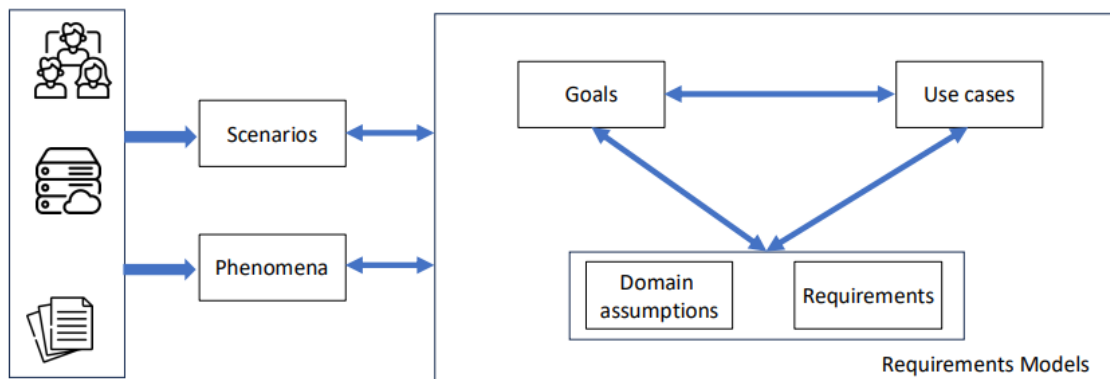 Goals
Use cases
Scenarios
Phenomena
Domain
assumptions
Requirements
Requirements Models